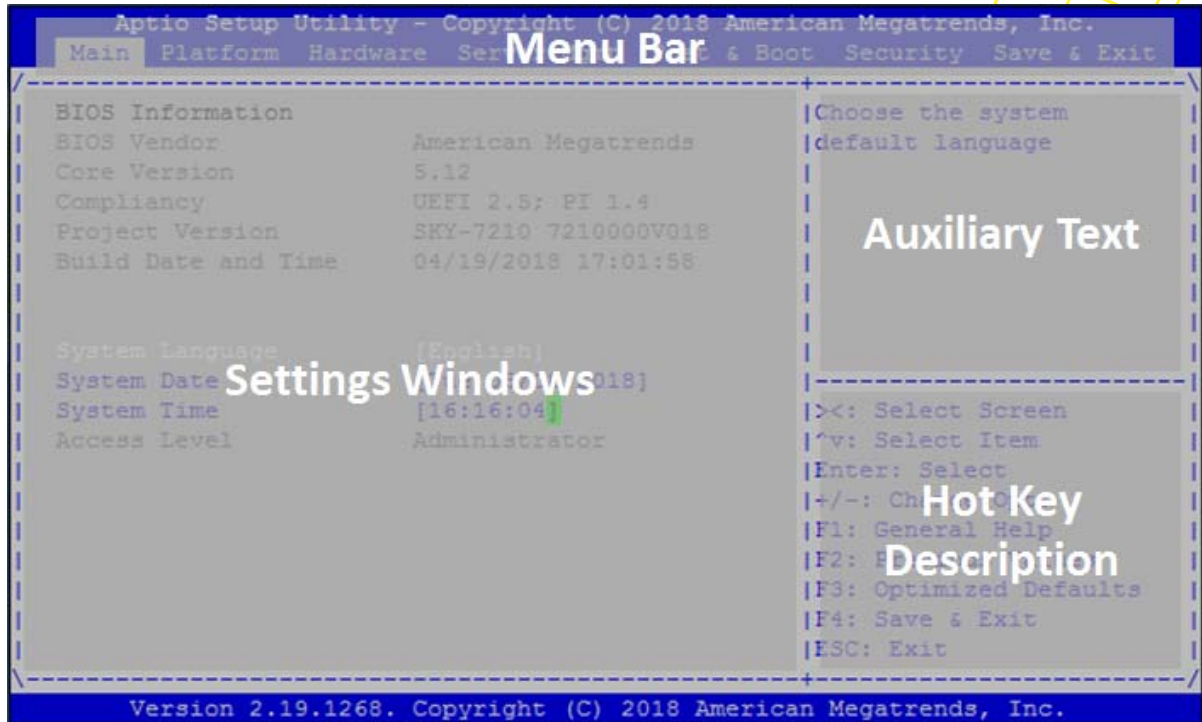 Aptio Setup Utility - Copyright (C) 2018 American Megatrends, Inc.
Main Platform Hardware & Boot Security Save & Exit
Menu Bar
BIOS Information
BIOS Vendor American Megatrends
Core Version 5.12
Compliancy UEFI 2.5; PI 1.4
Project Version SKY-7210 7210000V018
Build Date and Time 04/19/2018 17:01:58
System Language [English]
System Date 2018]
System Time [16:16:04]
Access Level Administrator
Settings Windows
Choose the system
default language
Auxiliary Text
><: Select Screen
^v: Select Item
Enter: Select
+/-:
F1: General Help
F2:
F3: Optimized Defaults
F4: Save & Exit
ESC: Exit
Hot Key
Description
Version 2.19.1268. Copyright (C) 2018 American Megatrends, Inc.